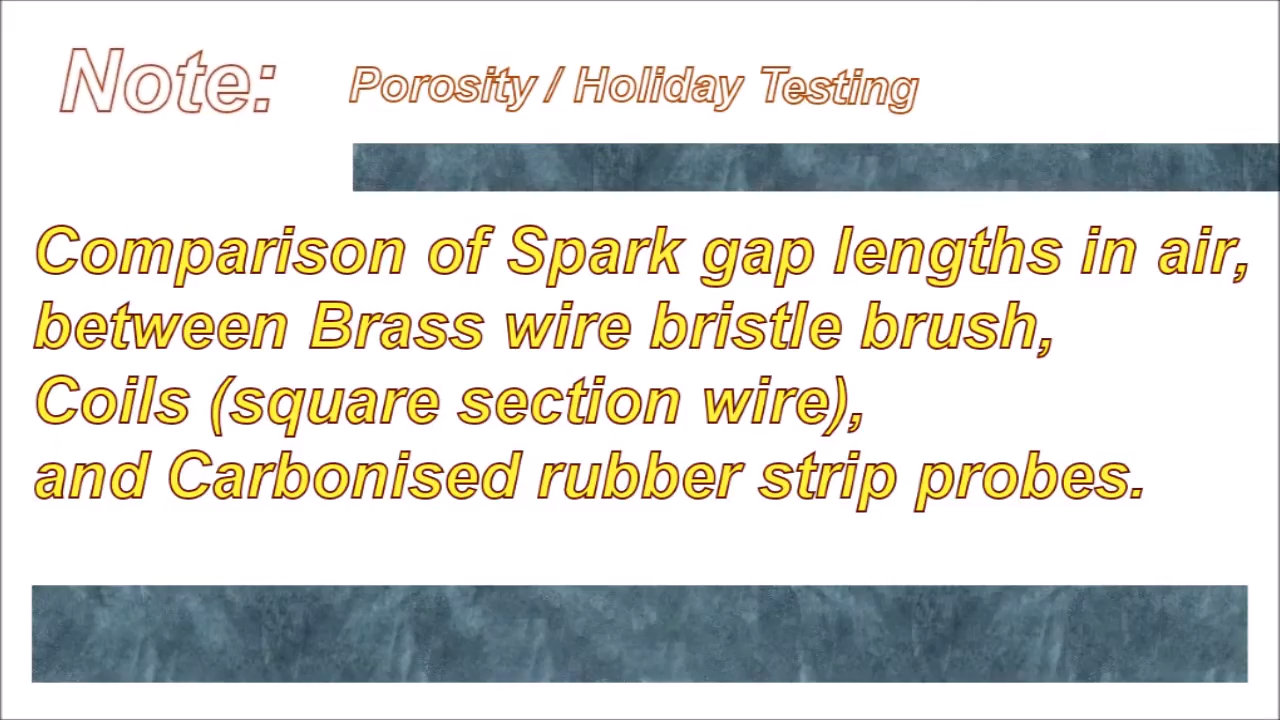 Note: Porosity / Holiday Testing
Comparison of Spark gap lengths in air,
between Brass wire bristle brush,
Coils (square section wire),
and Carbonised rubber strip probes.